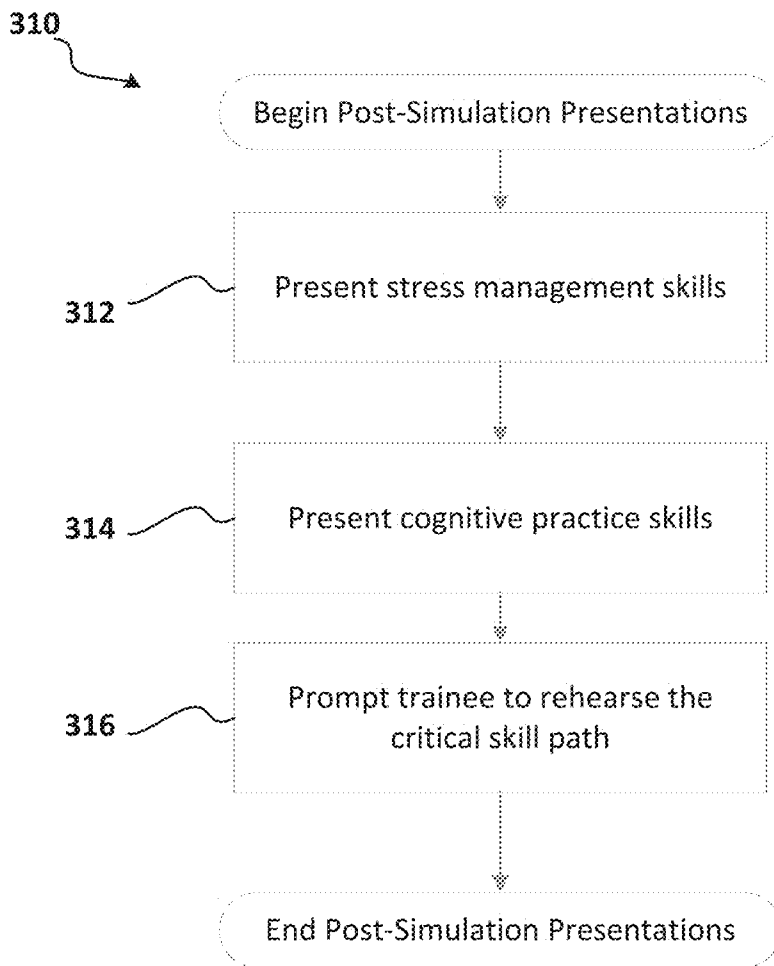 310
Begin Post-Simulation Presentations
Present stress management skills
312
Present cognitive practice skills
314
Prompt trainee to rehearse the
critical skill path
316
End Post-Simulation Presentations